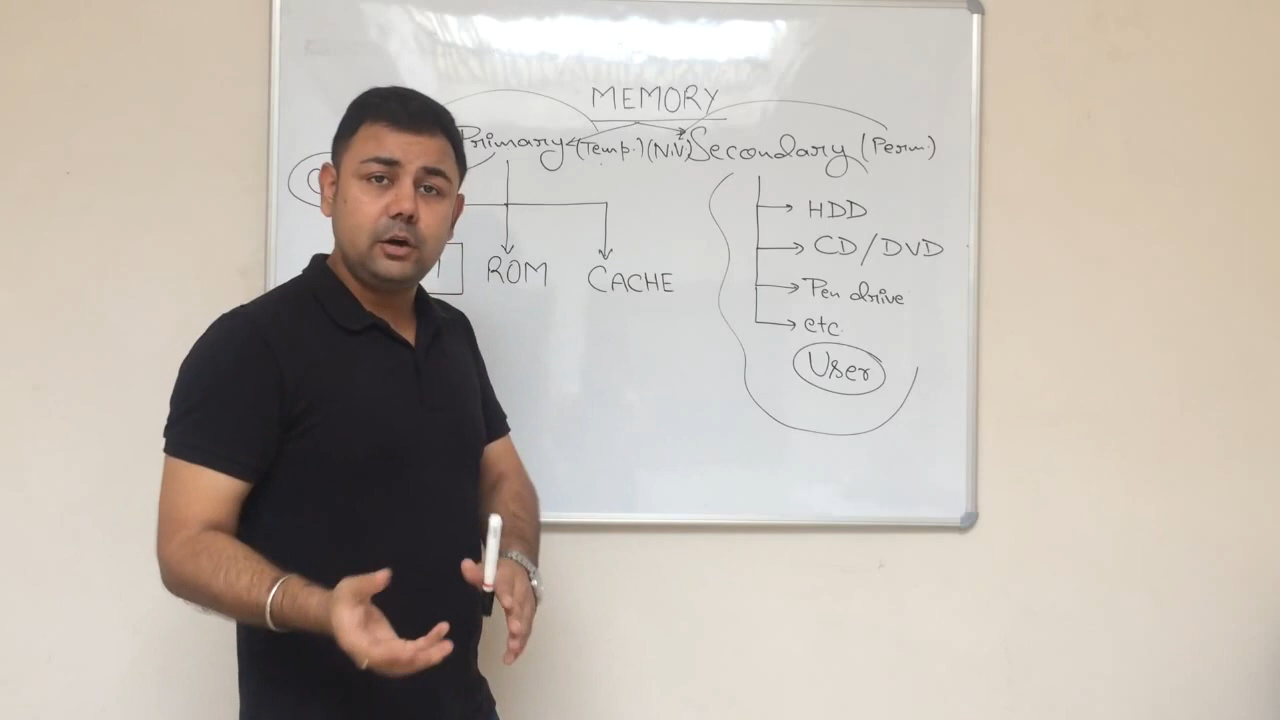 MEMORY
Primary (Temp.) (N.V) Secondary (Perm.)
HDD
CD/DVD
ROM CACHE
Pen drive
etc.
User